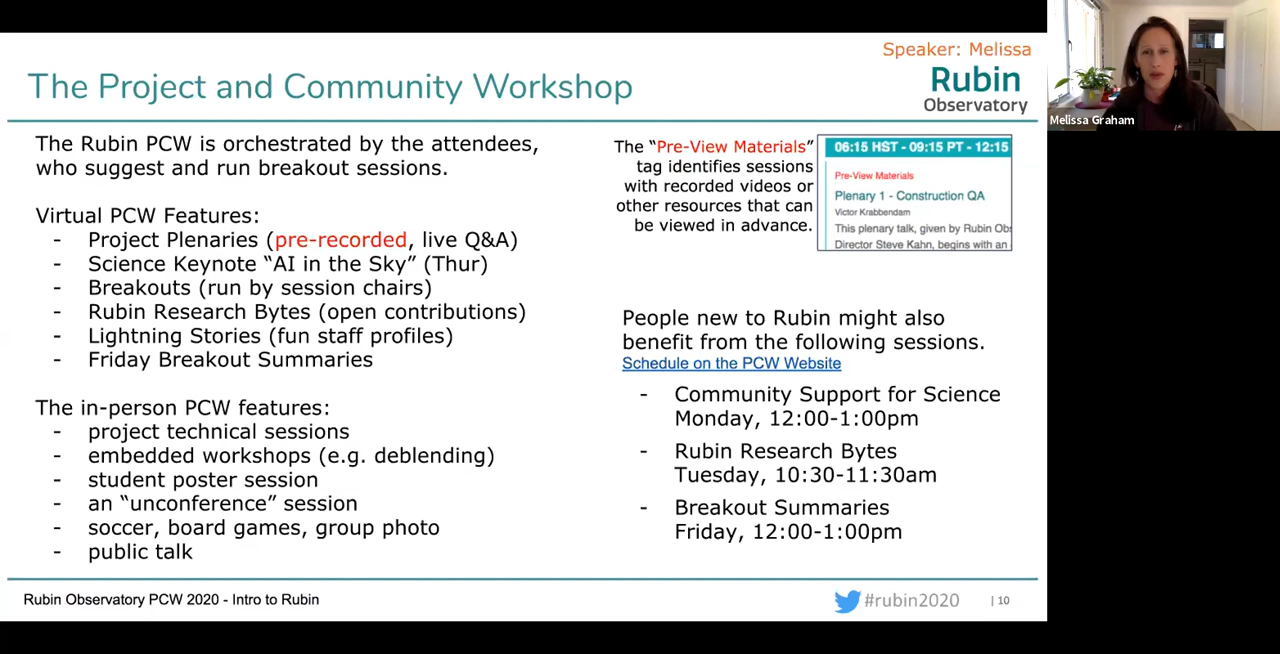 Speaker: Melissa
The Project and Community Workshop
Rubin
Observatory
Melissa Graham
The Rubin PCW is orchestrated by the attendees,
who suggest and run breakout sessions.
Virtual PCW Features:
- Project Plenaries (pre-recorded, live Q&A)
- Science Keynote “AI in the Sky” (Thur)
- Breakouts (run by session chairs)
- Rubin Research Bytes (open contributions)
- Lightning Stories (fun staff profiles)
- Friday Breakout Summaries
The in-person PCW features:
- project technical sessions
- embedded workshops (e.g. deblending)
- student poster session
- an “unconference” session
- soccer, board games, group photo
- public talk
The “Pre-View Materials”
tag identifies sessions
with recorded videos or
other resources that can
be viewed in advance.
06:15 HST - 09:15 PT - 12:15
Pre-View Materials
Plenary 1 - Construction QA
Victor Krabbendam
This plenary talk, given by Rubin Obs
Director Steve Kahn, begins with an
People new to Rubin might also
benefit from the following sessions.
Schedule on the PCW Website
- Community Support for Science
Monday, 12:00-1:00pm
- Rubin Research Bytes
Tuesday, 10:30-11:30am
- Breakout Summaries
Friday, 12:00-1:00pm
Rubin Observatory PCW 2020 - Intro to Rubin
#rubin2020
| 10